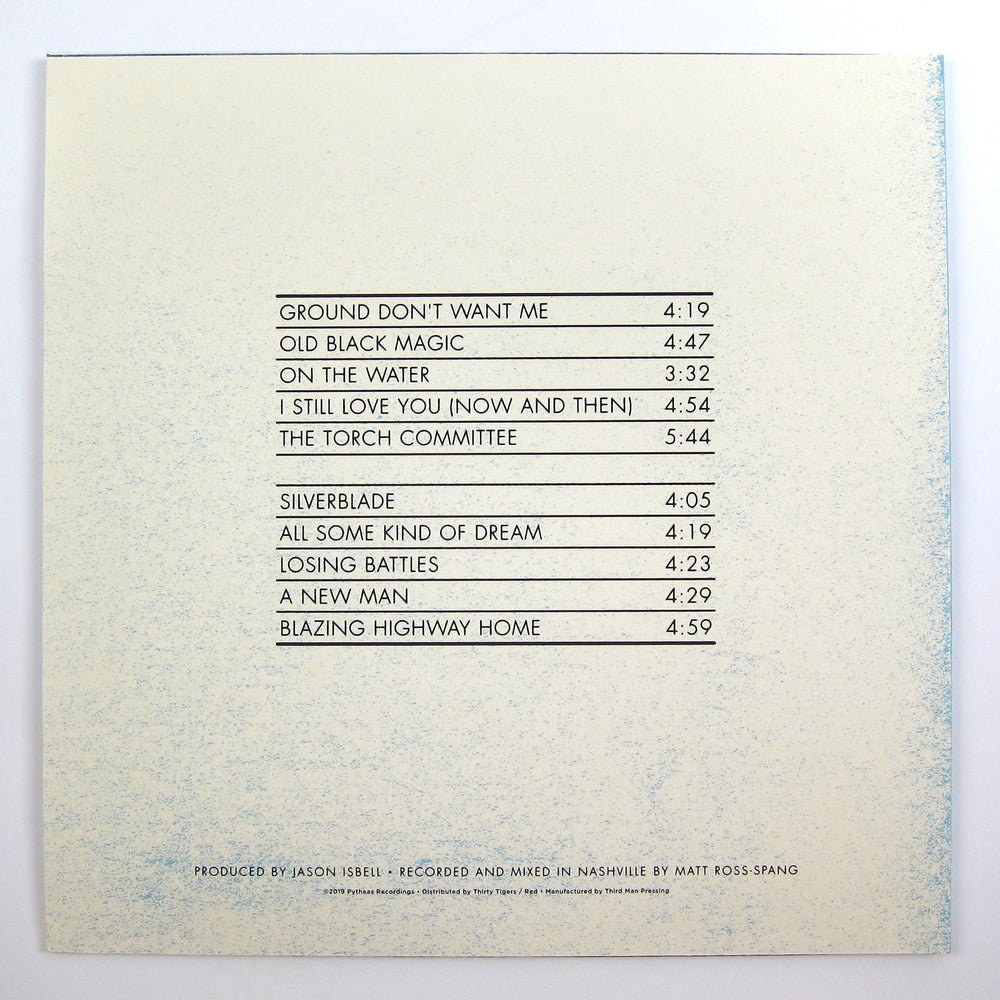 GROUND DON'T WANT ME 4:19
OLD BLACK MAGIC 4:47
ON THE WATER 3:32
I STILL LOVE YOU (NOW AND THEN) 4:54
THE TORCH COMMITTEE 5:44
SILVERBLADE 4:05
ALL SOME KIND OF DREAM 4:19
LOSING BATTLES 4:23
A NEW MAN 4:29
BLAZING HIGHWAY HOME 4:59
PRODUCED BY JASON ISBELL • RECORDED AND MIXED IN NASHVILLE BY MATT ROSS-SPANG
©2019 Pytheas Recordings • Distributed by Thirty Tigers / Red • Manufactured by Third Man Pressing